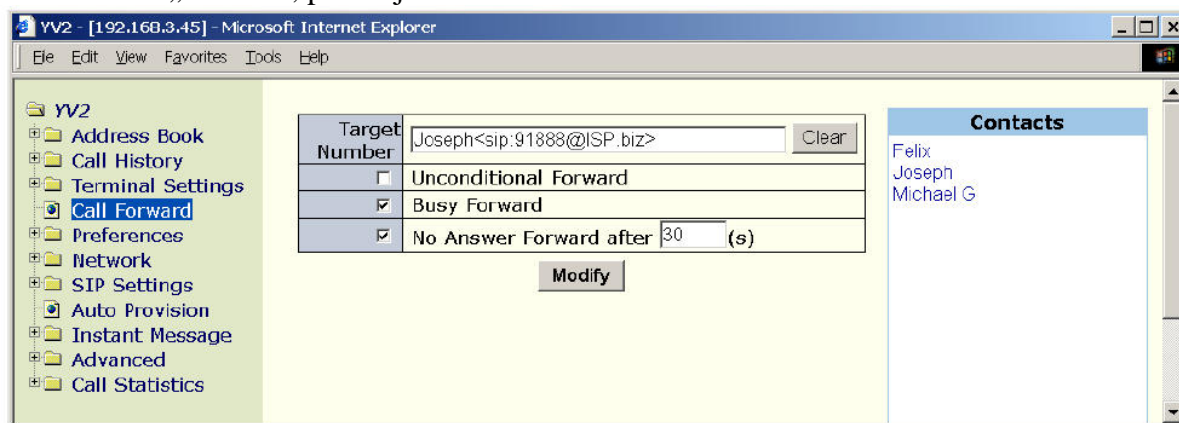 YV2 - [192.168.3.45] - Microsoft Internet Explorer
File Edit View Favorites Tools Help
YV2
Address Book
Call History
Terminal Settings
Call Forward
Preferences
Network
SIP Settings
Auto Provision
Instant Message
Advanced
Call Statistics
Target Number
Joseph<sip:91888@ISP.biz>
Clear
Unconditional Forward
Busy Forward
No Answer Forward after 30 (s)
Modify
Contacts
Felix
Joseph
Michael G